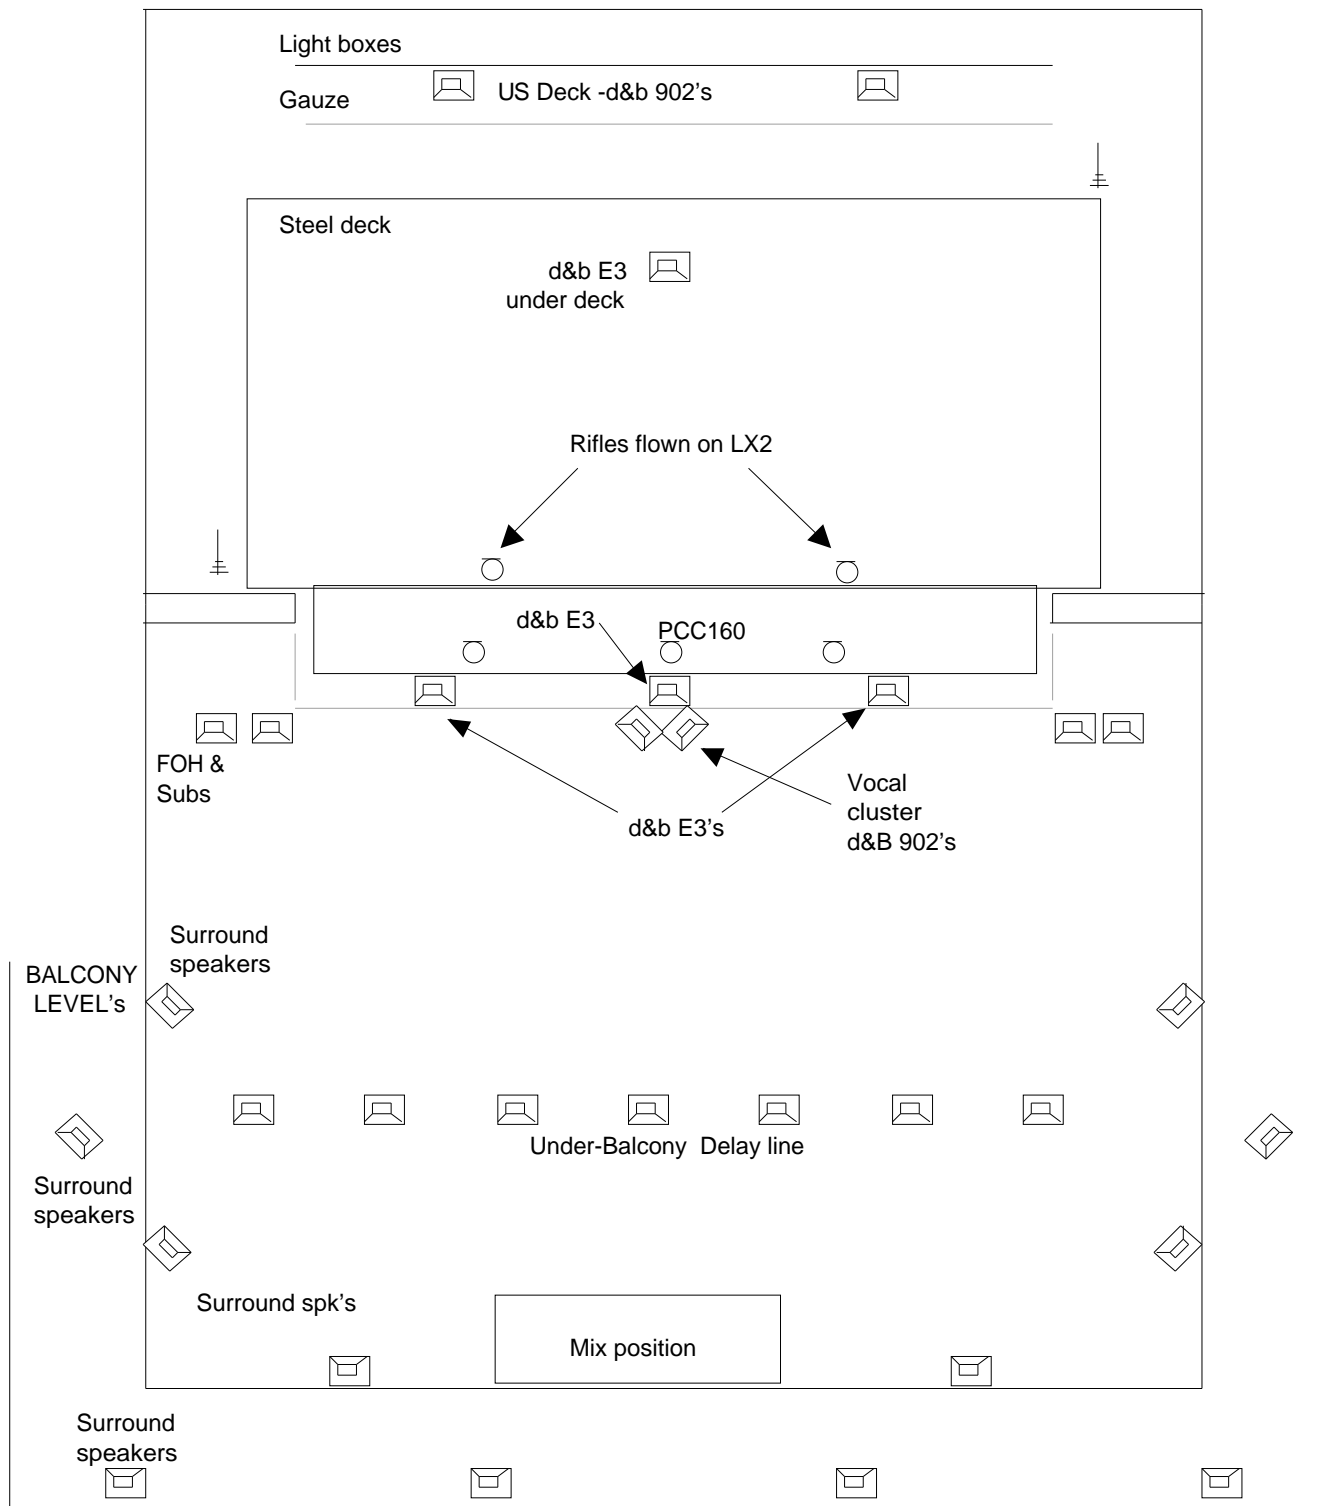 Light boxes
US Deck -d&b 902’s
Gauze
Steel deck
d&b E3
under deck
Rifles flown on LX2
d&b E3
PCC160
FOH &
Subs
Vocal
cluster
d&B 902’s
d&b E3’s
Surround
speakers
BALCONY
LEVEL’s
Under-Balcony Delay line
Surround
speakers
Surround spk’s
Mix position
Surround
speakers